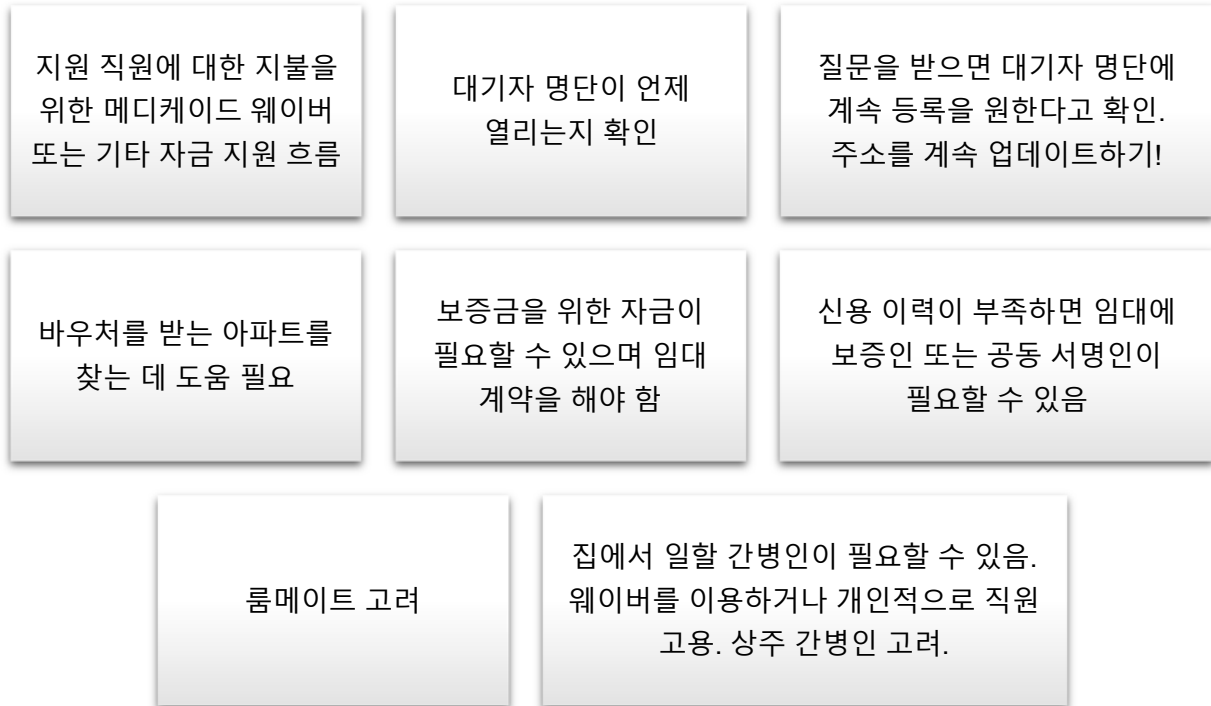 지원 직원에 대한 지불을
위한 메디케이드 웨이버
또는 기타 자금 지원 흐름
대기자 명단이 언제
열리는지 확인
질문을 받으면 대기자 명단에
계속 등록을 원한다고 확인.
주소를 계속 업데이트하기!
바우처를 받는 아파트를
찾는 데 도움 필요
보증금을 위한 자금이
필요할 수 있으며 임대
계약을 해야 함
신용 이력이 부족하면 임대에
보증인 또는 공동 서명인이
필요할 수 있음
룸메이트 고려
집에서 일할 간병인이 필요할 수 있음.
웨이버를 이용하거나 개인적으로 직원
고용. 상주 간병인 고려.